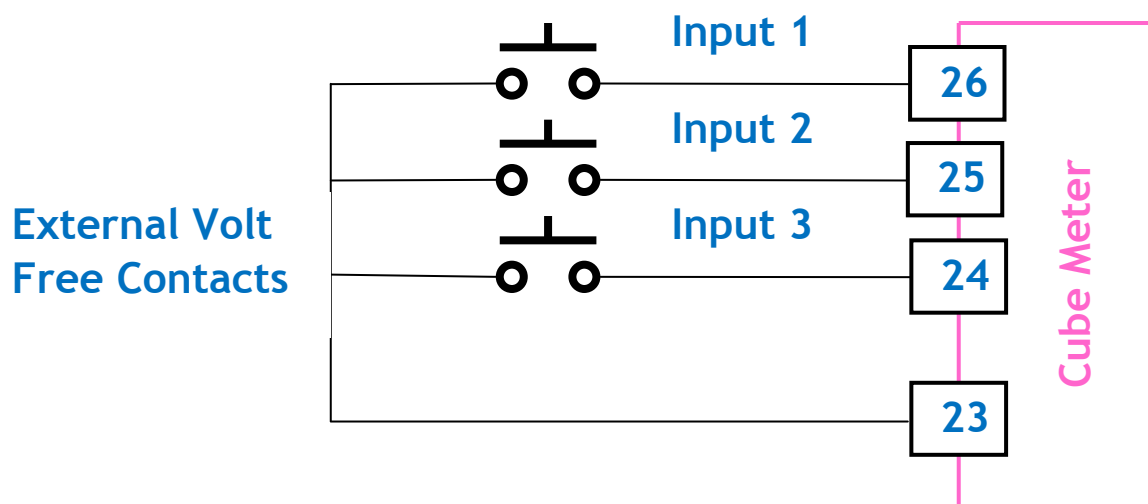 Input 1
26
Input 2
25
External Volt
Free Contacts
Input 3
24
Cube Meter
23